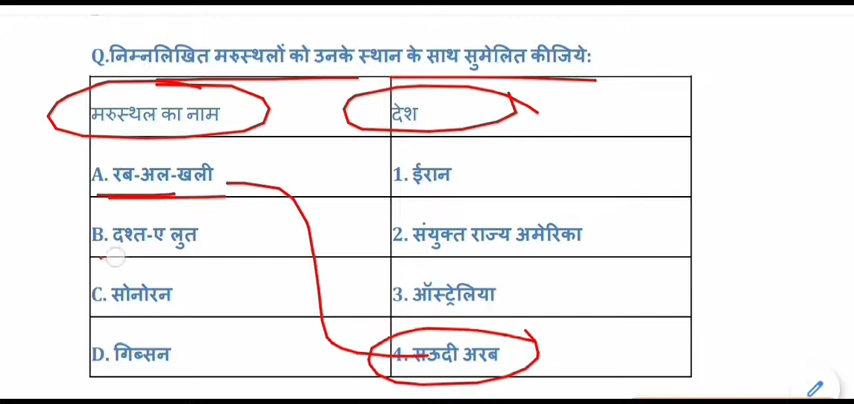 Q.निम्नलिखित मरुस्थलों को उनके स्थान के साथ सुमेलित कीजिये:
मरुस्थल का नाम देश
A. रब-अल-खली 1. ईरान
B. दश्त-ए लुत 2. संयुक्त राज्य अमेरिका
C. सोनोरन 3. ऑस्ट्रेलिया
D. गिब्सन 4. सऊदी अरब